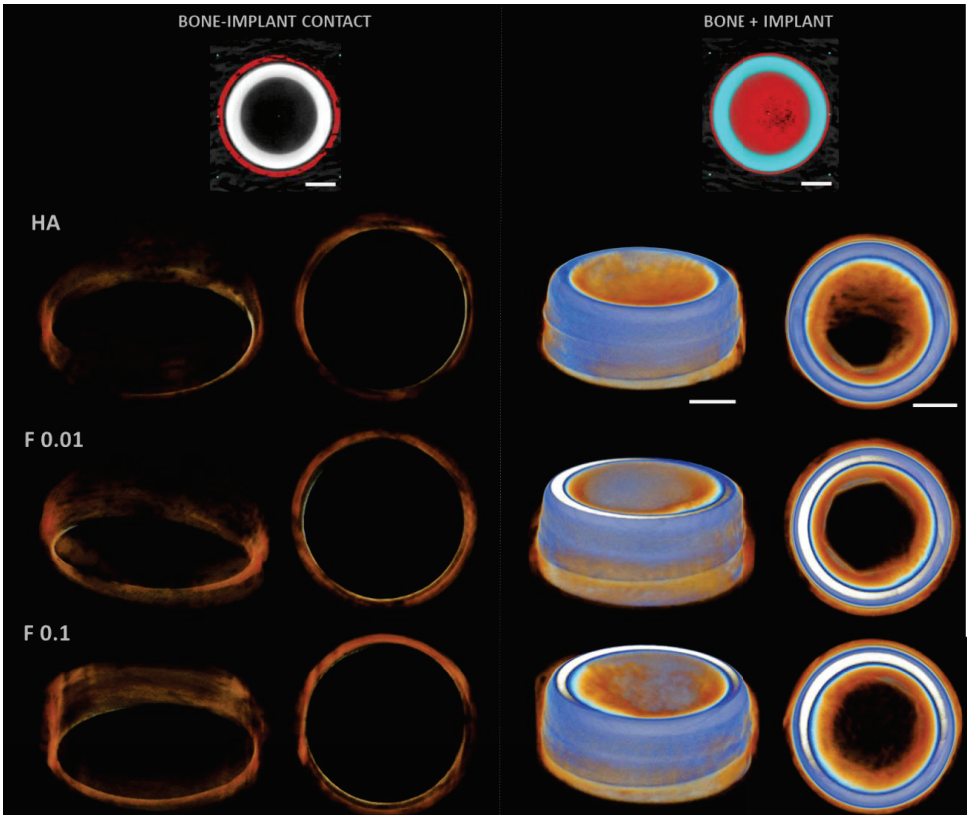 BONE-IMPLANT CONTACT
BONE + IMPLANT
HA
F 0.01
F 0.1